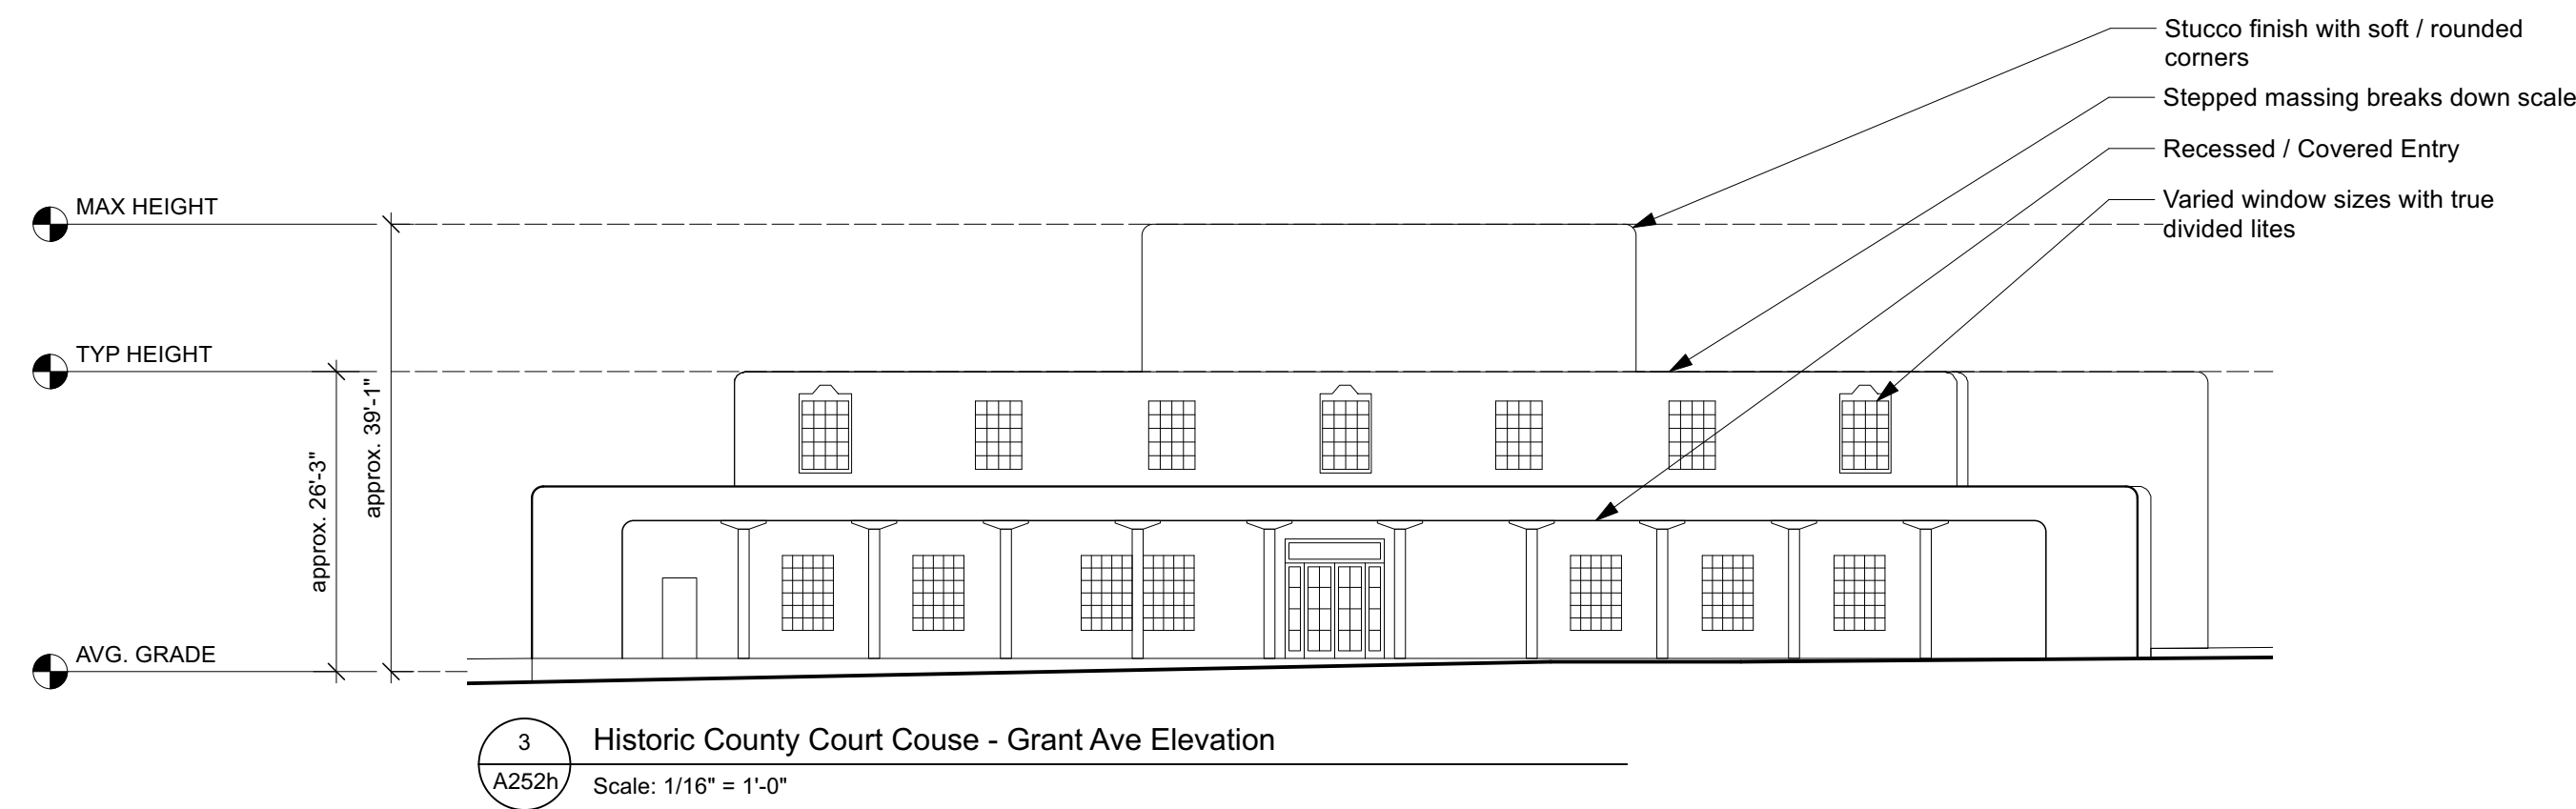 Stucco finish with soft / rounded
corners
Stepped massing breaks down scale
Recessed / Covered Entry
Varied window sizes with true
divided lites
MAX HEIGHT
TYP HEIGHT
approx. 39'-1"
approx. 26'-3"
AVG. GRADE
3
A252h
Historic County Court Couse - Grant Ave Elevation
Scale: 1/16" = 1'-0"